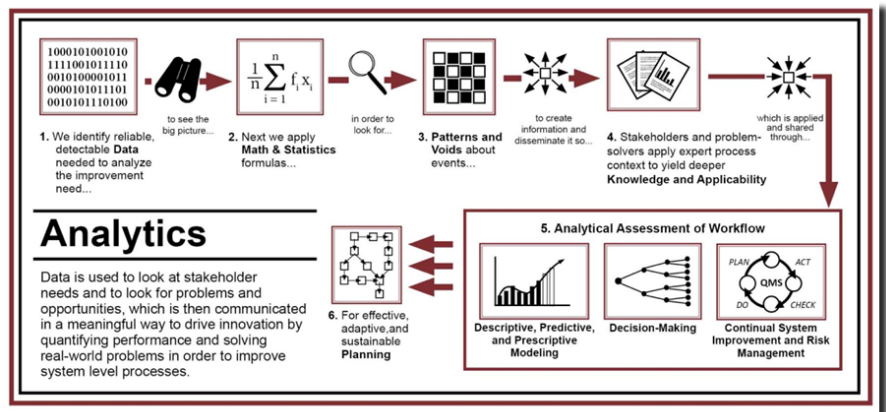 1000101001010
1111001011110
0010100001011
0000101011101
0010101110100
to see the
big picture...
1. We identify reliable,
detectable Data
needed to analyze
the improvement
need...
1/n n ∑ i = 1 fᵢxᵢ
2. Next we apply
Math & Statistics
formulas...
in order to
look for...
3. Patterns and
Voids about
events...
to create
information and
disseminate it so...
4. Stakeholders and problem-
solvers apply expert process
context to yield deeper
Knowledge and Applicability
which is applied
and shared
through...
Analytics
Data is used to look at stakeholder
needs and to look for problems and
opportunities, which is then communicated
in a meaningful way to drive innovation by
quantifying performance and solving
real-world problems in order to improve
system level processes.
5. Analytical Assessment of Workflow
Descriptive, Predictive,
and Prescriptive
Modeling
Decision-Making
PLAN
ACT
QMS
DO
CHECK
Continual System
Improvement and Risk
Management
6. For effective,
adaptive,and
sustainable
Planning